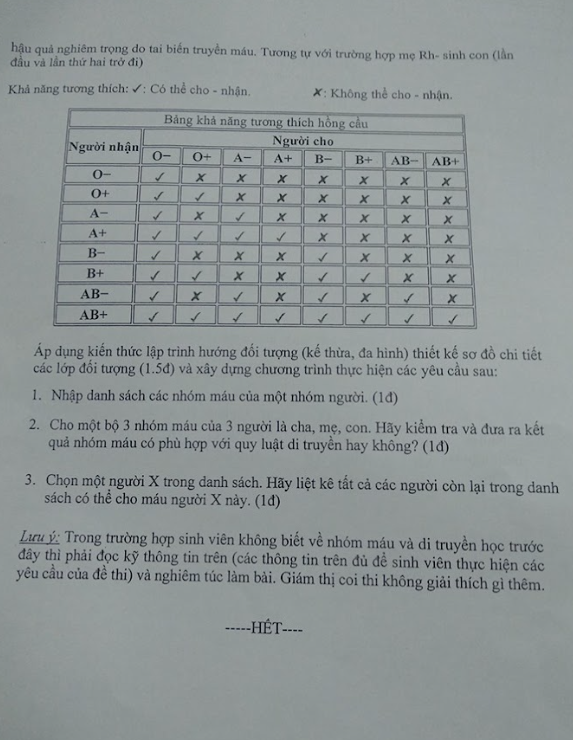 hậu quả nghiêm trọng do tai biến truyền máu. Tương tự với trường hợp mẹ Rh- sinh con (lần
đầu và lần thứ hai trở đi)
Khả năng tương thích: ✓: Có thể cho - nhận. ✗: Không thể cho - nhận.
Bảng khả năng tương thích hồng cầu
Người nhận Người cho
O− O+ A− A+ B− B+ AB− AB+
O− ✓ ✗ ✗ ✗ ✗ ✗ ✗ ✗
O+ ✓ ✓ ✗ ✗ ✗ ✗ ✗ ✗
A− ✓ ✗ ✓ ✗ ✗ ✗ ✗ ✗
A+ ✓ ✓ ✓ ✓ ✗ ✗ ✗ ✗
B− ✓ ✗ ✗ ✗ ✓ ✗ ✗ ✗
B+ ✓ ✓ ✗ ✗ ✓ ✓ ✗ ✗
AB− ✓ ✗ ✓ ✗ ✓ ✗ ✓ ✗
AB+ ✓ ✓ ✓ ✓ ✓ ✓ ✓ ✓
Áp dụng kiến thức lập trình hướng đối tượng (kế thừa, đa hình) thiết kế sơ đồ chi tiết
các lớp đối tượng (1.5đ) và xây dựng chương trình thực hiện các yêu cầu sau:
1. Nhập danh sách các nhóm máu của một nhóm người. (1đ)
2. Cho một bộ 3 nhóm máu của 3 người là cha, mẹ, con. Hãy kiểm tra và đưa ra kết
quả nhóm máu có phù hợp với quy luật di truyền hay không? (1đ)
3. Chọn một người X trong danh sách. Hãy liệt kê tất cả các người còn lại trong danh
sách có thể cho máu người X này. (1đ)
Lưu ý: Trong trường hợp sinh viên không biết về nhóm máu và di truyền học trước
đây thì phải đọc kỹ thông tin trên (các thông tin trên đủ để sinh viên thực hiện các
yêu cầu của đề thi) và nghiêm túc làm bài. Giám thị coi thi không giải thích gì thêm.
-----HẾT----